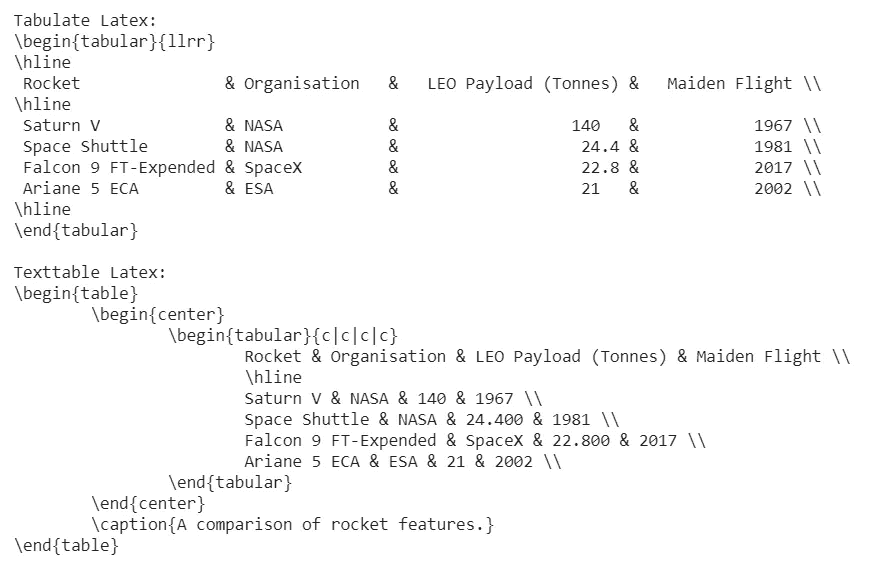 Tabulate Latex:
\begin{tabular}{llrr}
\hline
 Rocket               & Organisation   &   LEO Payload (Tonnes) &   Maiden Flight \\
\hline
 Saturn V             & NASA           &                  140   &            1967 \\
 Space Shuttle        & NASA           &                   24.4 &            1981 \\
 Falcon 9 FT-Expended & SpaceX         &                   22.8 &            2017 \\
 Ariane 5 ECA         & ESA            &                   21   &            2002 \\
\hline
\end{tabular}

Texttable Latex:
\begin{table}
        \begin{center}
                \begin{tabular}{c|c|c|c}
                        Rocket & Organisation & LEO Payload (Tonnes) & Maiden Flight \\
                        \hline
                        Saturn V & NASA & 140 & 1967 \\
                        Space Shuttle & NASA & 24.400 & 1981 \\
                        Falcon 9 FT-Expended & SpaceX & 22.800 & 2017 \\
                        Ariane 5 ECA & ESA & 21 & 2002 \\
                \end{tabular}
        \end{center}
        \caption{A comparison of rocket features.}
\end{table}